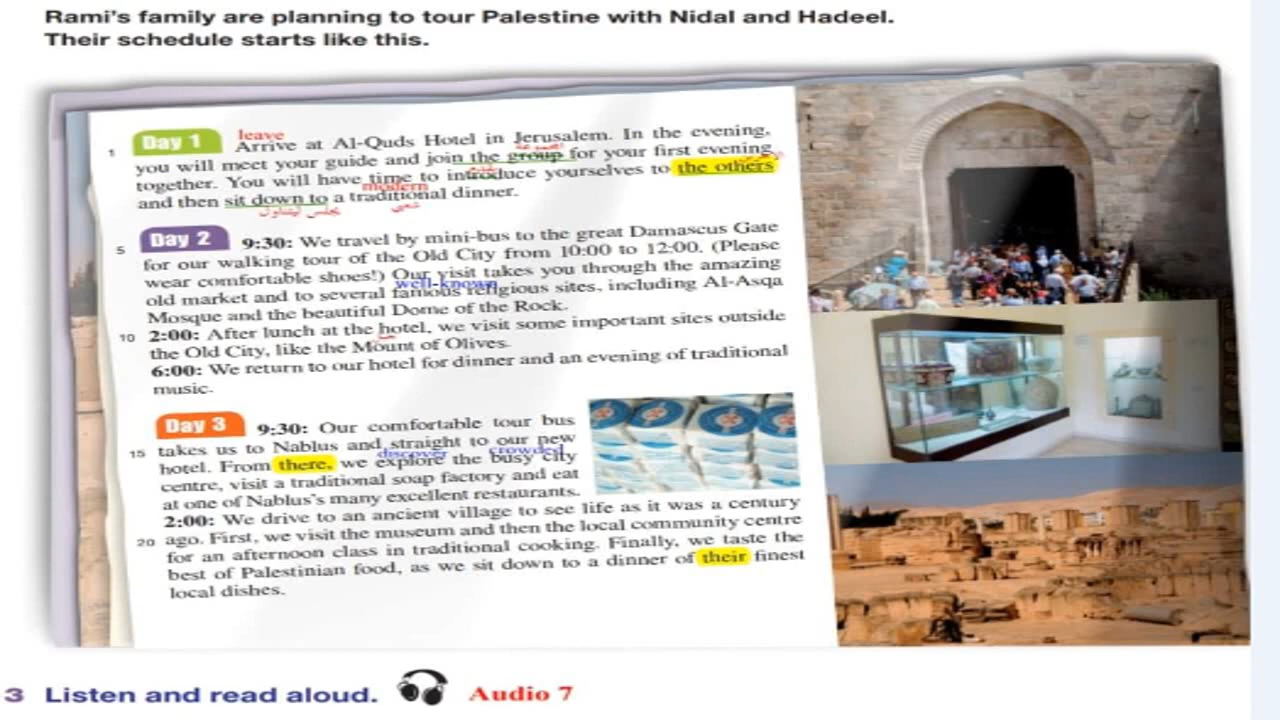 Rami's family are planning to tour Palestine with Nidal and Hadeel.
Their schedule starts like this.
leave
1 Day 1 Arrive at Al-Quds Hotel in Jerusalem. In the evening,
you will meet your guide and join the group for your first evening
together. You will have time to introduce yourselves to the others
modern
and then sit down to a traditional dinner.
تجلس ليتناول شعبي
Day 2 9:30: We travel by mini-bus to the great Damascus Gate
5 for our walking tour of the Old City from 10:00 to 12:00. (Please
wear comfortable shoes!) Our visit takes you through the amazing
well-known
old market and to several famous religious sites, including Al-Asqa
Mosque and the beautiful Dome of the Rock.
10 2:00: After lunch at the hotel, we visit some important sites outside
the Old City, like the Mount of Olives.
6:00: We return to our hotel for dinner and an evening of traditional
music.
Day 3 9:30: Our comfortable tour bus
15 takes us to Nablus and straight to our new
discover crowded
hotel. From there, we explore the busy city
centre, visit a traditional soap factory and eat
at one of Nablus's many excellent restaurants.
2:00: We drive to an ancient village to see life as it was a century
20 ago. First, we visit the museum and then the local community centre
for an afternoon class in traditional cooking. Finally, we taste the
best of Palestinian food, as we sit down to a dinner of their finest
local dishes.
3 Listen and read aloud. Audio 7